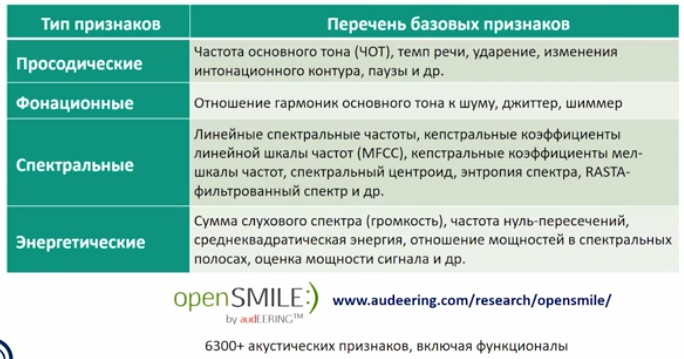 Тип признаков
Перечень базовых признаков
Просодические
Частота основного тона (ЧОТ), темп речи, ударение, изменения
интонационного контура, паузы и др.
Фонационные
Отношение гармоник основного тона к шуму, джиттер, шиммер
Спектральные
Линейные спектральные частоты, кепстральные коэффициенты
линейной шкалы частот (MFCC), кепстральные коэффициенты мел-
шкалы частот, спектральный центроид, энтропия спектра, RASTA-
фильтрованный спектр и др.
Энергетические
Сумма слухового спектра (громкость), частота нуль-пересечений,
среднеквадратическая энергия, отношение мощностей в спектральных
полосах, оценка мощности сигнала и др.
openSMILE:)
by audEERING™
www.audeering.com/research/opensmile/
6300+ акустических признаков, включая функционалы